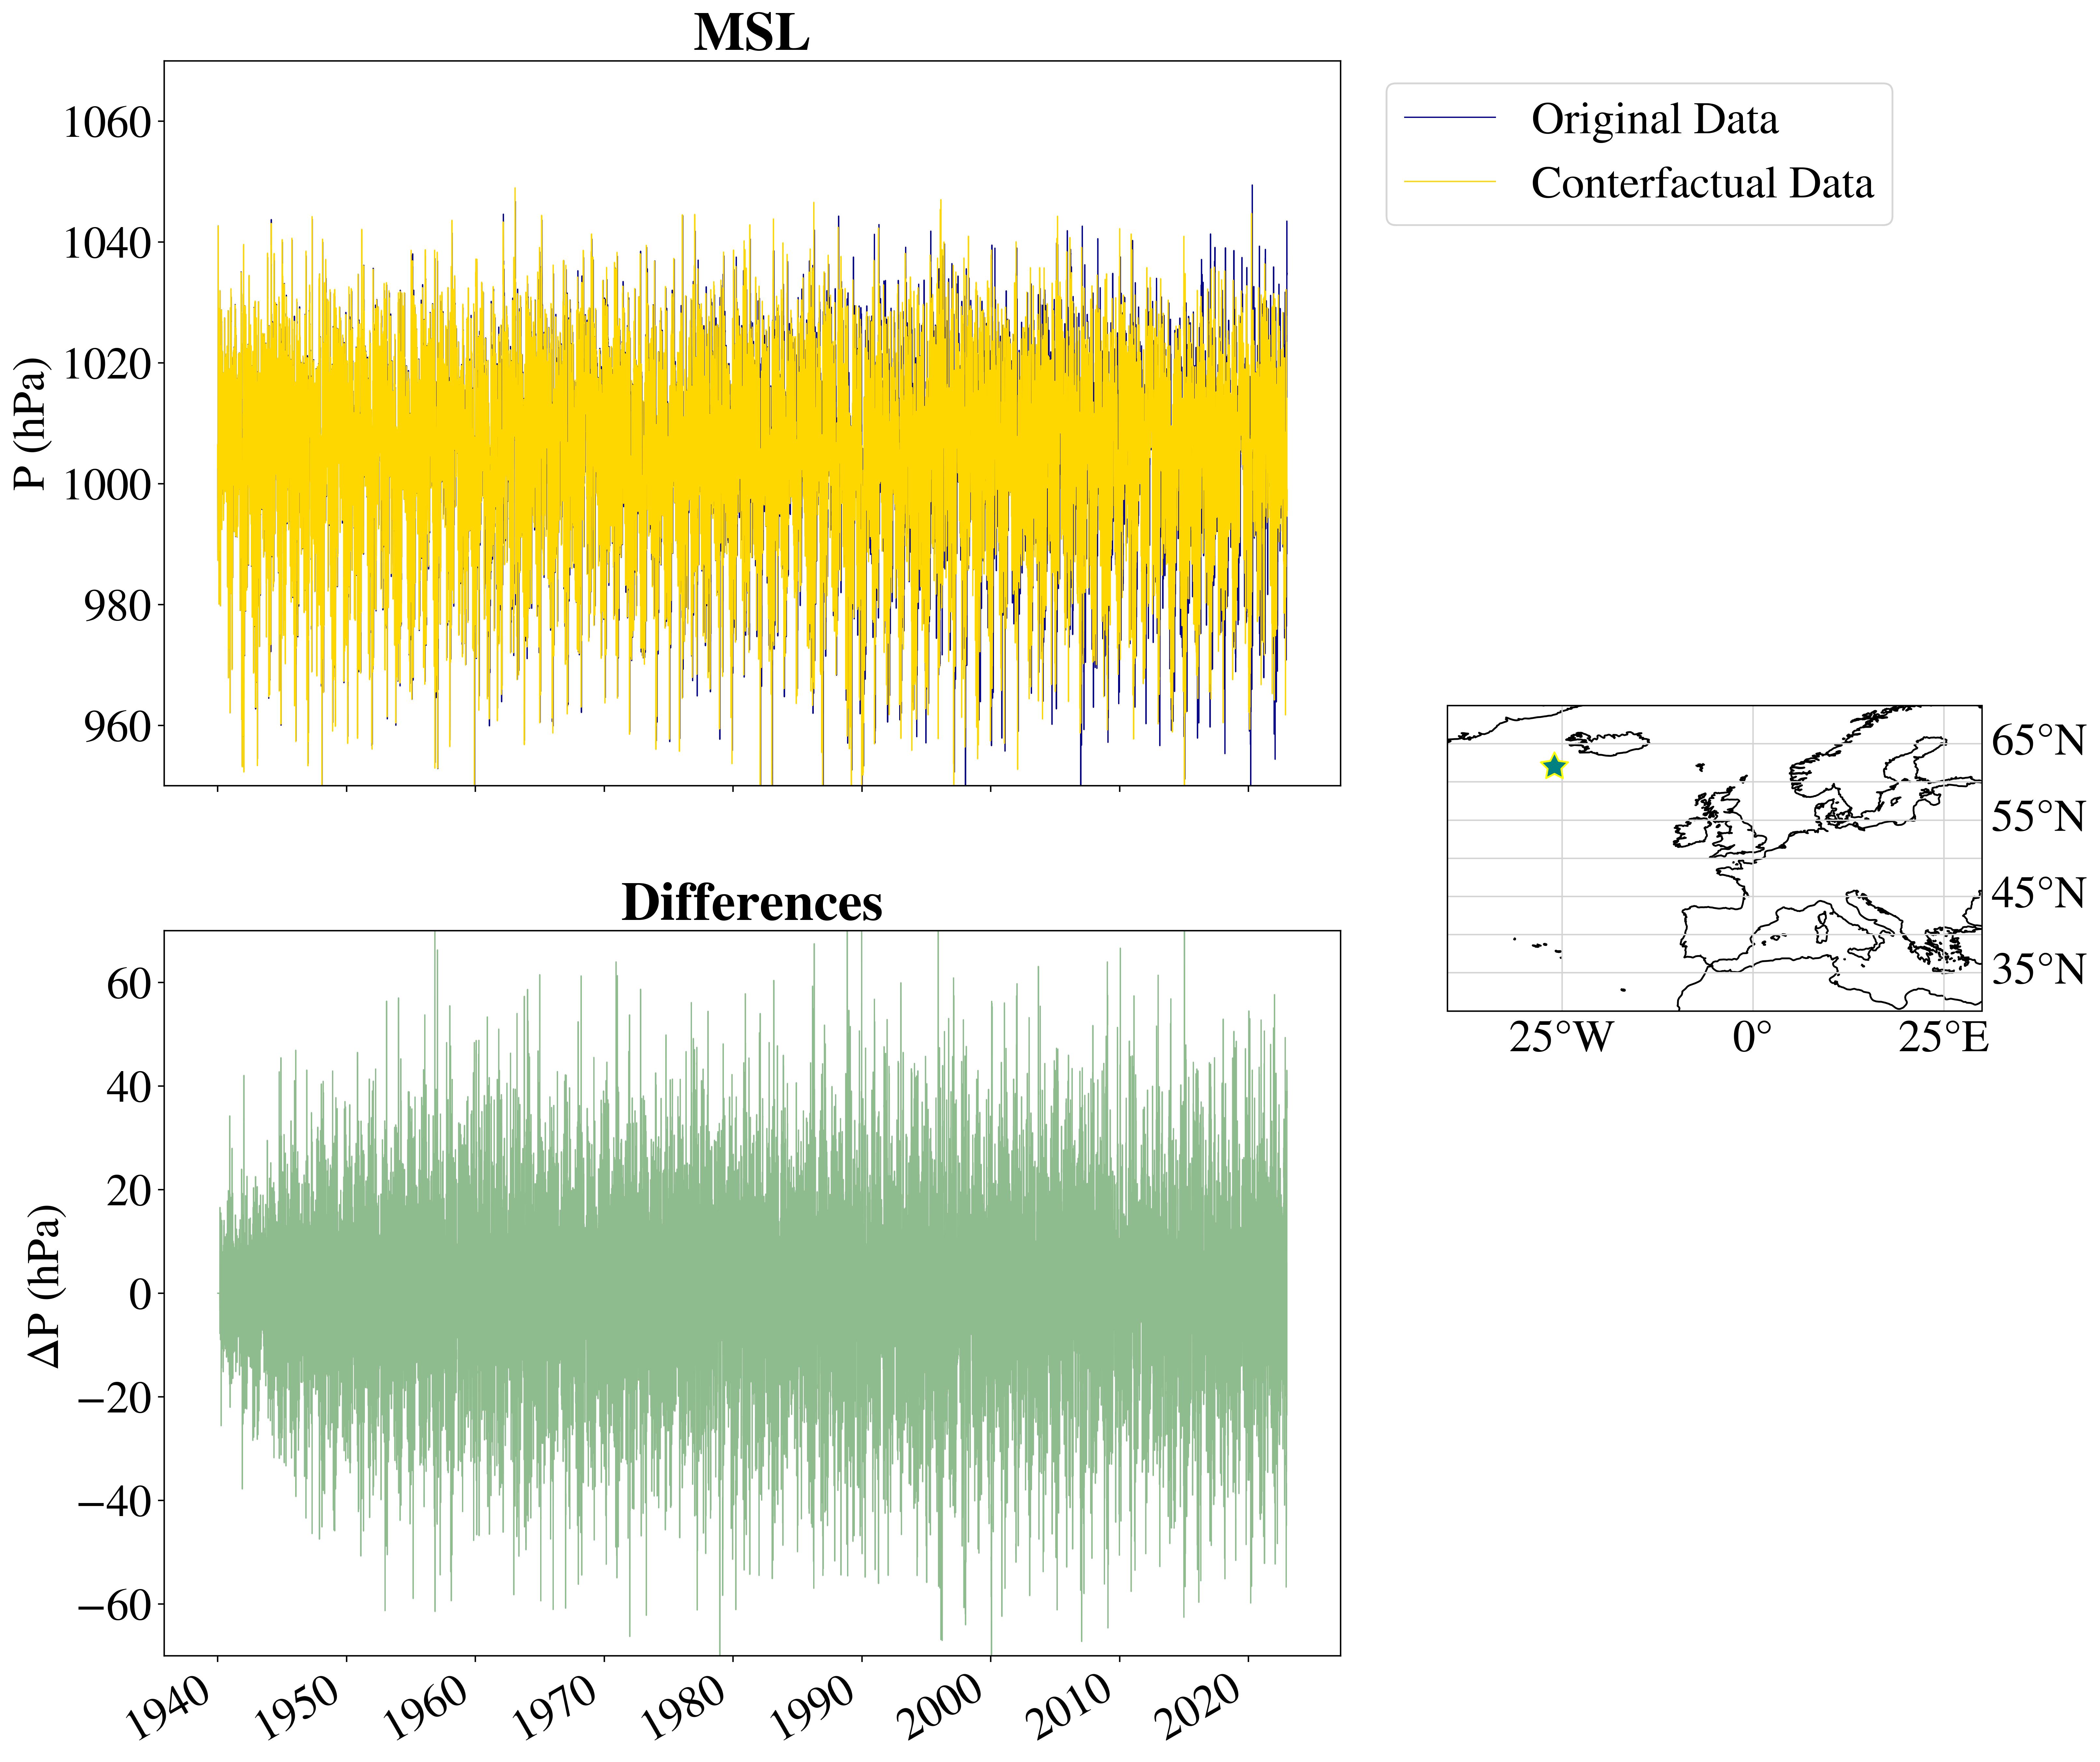 MSL
P (hPa)
1060
1040
1020
1000
980
960
Original Data
Conterfactual Data
65°N
55°N
45°N
35°N
25°W 0° 25°E
Differences
ΔP (hPa)
60
40
20
0
−20
−40
−60
1940 1950 1960 1970 1980 1990 2000 2010 2020